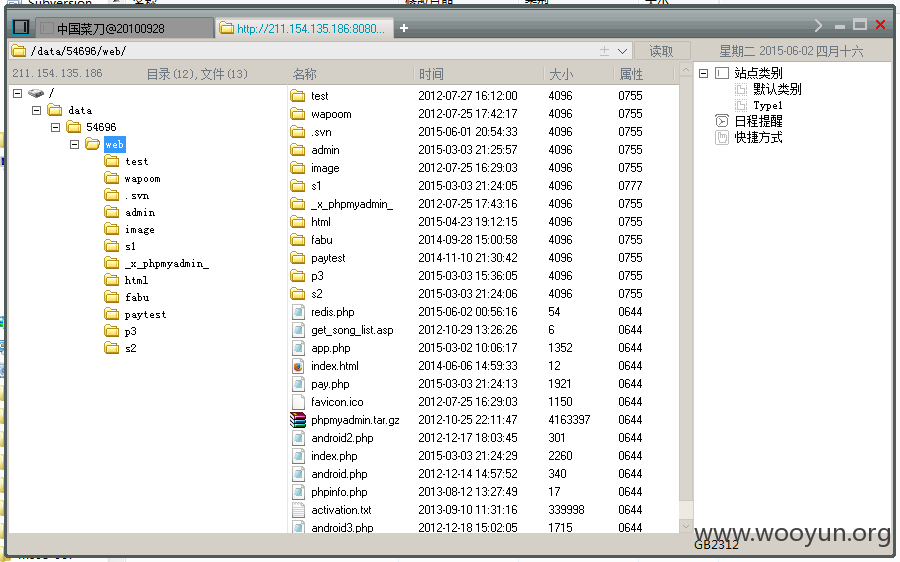 中国菜刀@20100928
http://211.154.135.186:8080...
/data/54696/web/
读取
星期二 2015-06-02 四月十六
211.154.135.186 目录(12),文件(13)
名称 时间 大小 属性
/
data
54696
web
test
wapoom
.svn
admin
image
s1
_x_phpmyadmin_
html
fabu
paytest
p3
s2
test 2012-07-27 16:12:00 4096 0755
wapoom 2012-07-25 17:42:17 4096 0755
.svn 2015-06-01 20:54:33 4096 0755
admin 2015-03-03 21:25:57 4096 0755
image 2012-07-25 16:29:03 4096 0755
s1 2015-03-03 21:24:05 4096 0777
_x_phpmyadmin_ 2012-07-25 17:43:16 4096 0755
html 2015-04-23 19:12:15 4096 0755
fabu 2014-09-28 15:00:58 4096 0755
paytest 2014-11-10 21:30:42 4096 0755
p3 2015-03-03 15:36:05 4096 0755
s2 2015-03-03 21:24:06 4096 0755
redis.php 2015-06-02 00:56:16 54 0644
get_song_list.asp 2012-10-29 13:26:26 6 0644
app.php 2015-03-02 10:06:17 1352 0644
index.html 2014-06-06 14:59:33 12 0644
pay.php 2015-03-03 21:24:13 1921 0644
favicon.ico 2012-07-25 16:29:03 1150 0644
phpmyadmin.tar.gz 2012-10-25 22:11:47 4163397 0644
android2.php 2012-12-17 18:03:45 301 0644
index.php 2015-03-03 21:24:29 2260 0644
android.php 2012-12-14 14:57:52 340 0644
phpinfo.php 2013-08-12 13:27:49 17 0644
activation.txt 2013-09-10 11:31:16 339998 0644
android3.php 2012-12-18 15:02:05 1715 0644
站点类别
默认类别
Type1
日程提醒
快捷方式
www.wooyun.org
GB2312